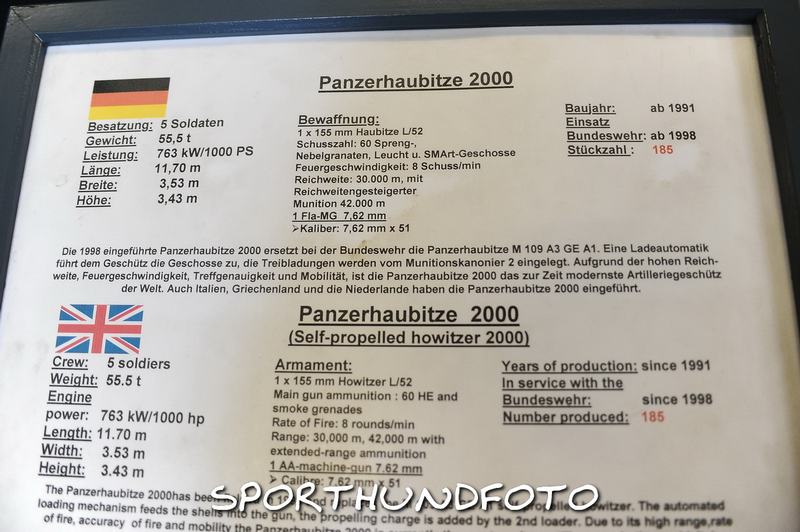 Panzerhaubitze 2000
Besatzung: 5 Soldaten
Gewicht: 55,5 t
Leistung: 763 kW/1000 PS
Länge: 11,70 m
Breite: 3,53 m
Höhe: 3,43 m
Bewaffnung:
1 x 155 mm Haubitze L/52
Schusszahl: 60 Spreng-,
Nebelgranaten, Leucht u. SMArt-Geschosse
Feuergeschwindigkeit: 8 Schuss/min
Reichweite: 30.000 m, mit
Reichweitengesteigerter
Munition 42.000 m
1 Fla-MG 7,62 mm
➢Kaliber: 7,62 mm x 51
Baujahr: ab 1991
Einsatz
Bundeswehr: ab 1998
Stückzahl : 185
Die 1998 eingeführte Panzerhaubitze 2000 ersetzt bei der Bundeswehr die Panzerhaubitze M 109 A3 GE A1. Eine Ladeautomatik
führt dem Geschütz die Geschosse zu, die Treibladungen werden vom Munitionskanonier 2 eingelegt. Aufgrund der hohen Reich-
weite, Feuergeschwindigkeit, Treffgenauigkeit und Mobilität, ist die Panzerhaubitze 2000 das zur Zeit modernste Artilleriegeschütz
der Welt. Auch Italien, Griechenland und die Niederlande haben die Panzerhaubitze 2000 eingeführt.
Panzerhaubitze 2000
(Self-propelled howitzer 2000)
Crew: 5 soldiers
Weight: 55.5 t
Engine
power: 763 kW/1000 hp
Length: 11.70 m
Width: 3.53 m
Height: 3.43 m
Armament:
1 x 155 mm Howitzer L/52
Main gun ammunition : 60 HE and
smoke grenades
Rate of Fire: 8 rounds/min
Range: 30,000 m, 42,000 m with
extended-range ammunition
1 AA-machine-gun 7.62 mm
➢ Calibre: 7,62 mm x 51
Years of production: since 1991
In service with the
Bundeswehr: since 1998
Number produced: 185
The Panzerhaubitze 2000has been howitzer. The automated
loading mechanism feeds the shells into the gun, the propelling charge is added by the 2nd loader. Due to its high range, rate
of fire, accuracy of fire and mobility the Panzerhaubitze 2000
SPORTHUNDFOTO